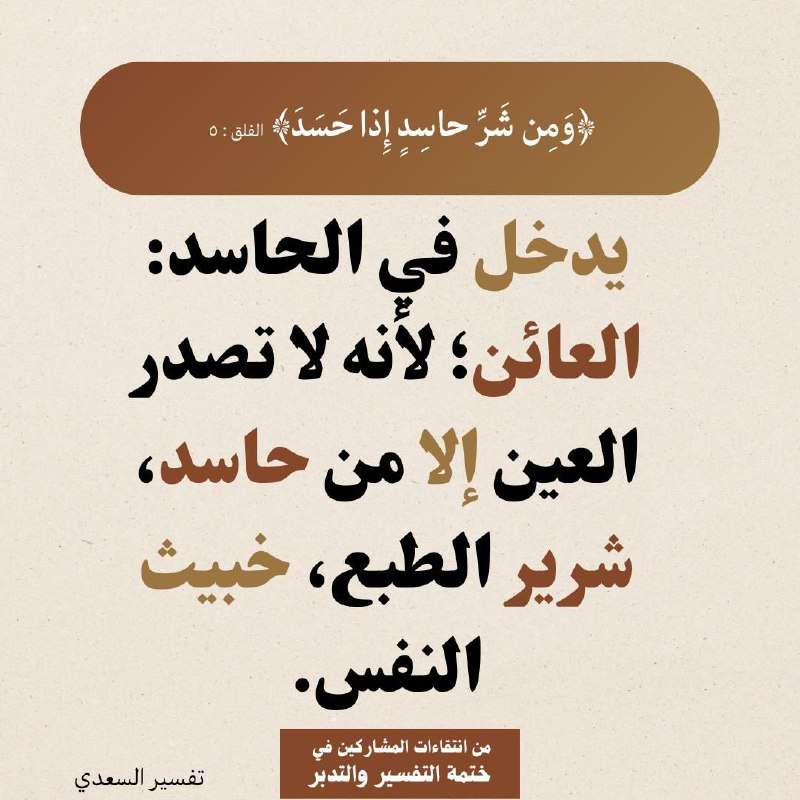 ﴿وَمِن شَرِّ حاسِدٍ إِذا حَسَدَ﴾ الفلق : ٥
يدخل في الحاسد:
العائن؛ لأنه لا تصدر
العين إلا من حاسد،
شرير الطبع، خبيث
النفس.
من انتقاءات المشاركين في
ختمة التفسير والتدبر
تفسير السعدي